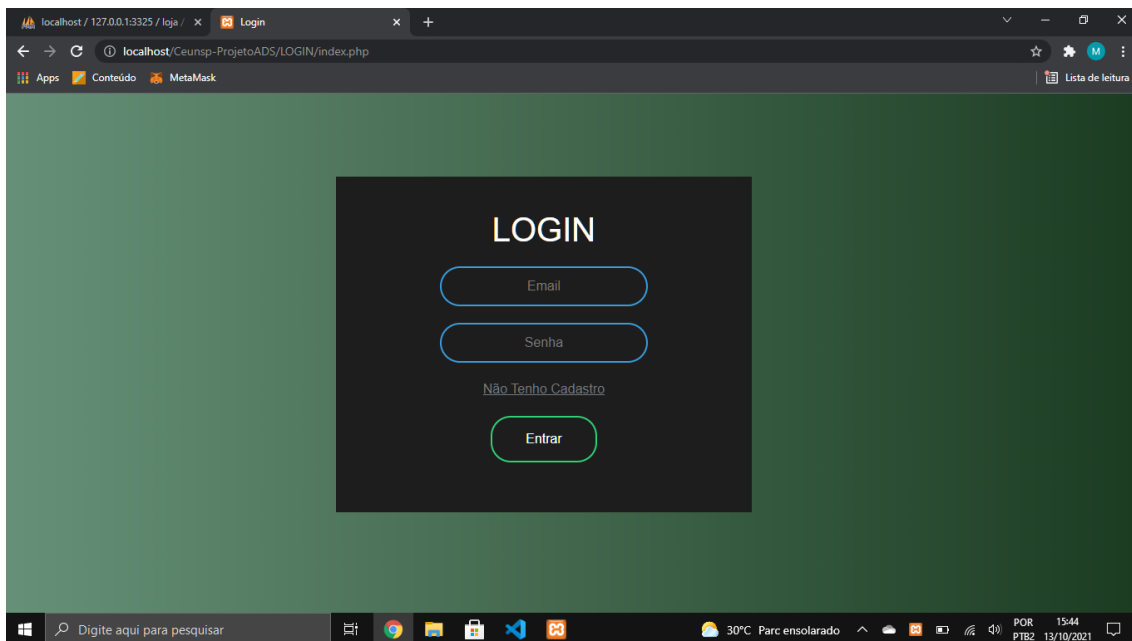 localhost / 127.0.0.1:3325 / loja /
Login
localhost/Ceunsp-ProjetoADS/LOGIN/index.php
M
Apps
Conteúdo
MetaMask
Lista de leitura
LOGIN
Email
Senha
Não Tenho Cadastro
Entrar
Digite aqui para pesquisar
30°C Parc ensolarado
POR
PTB2
15:44
13/10/2021